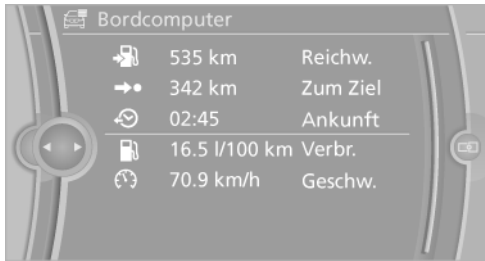 Bordcomputer
535 km Reichw.
342 km Zum Ziel
02:45 Ankunft
16.5 l/100 km Verbr.
70.9 km/h Geschw.